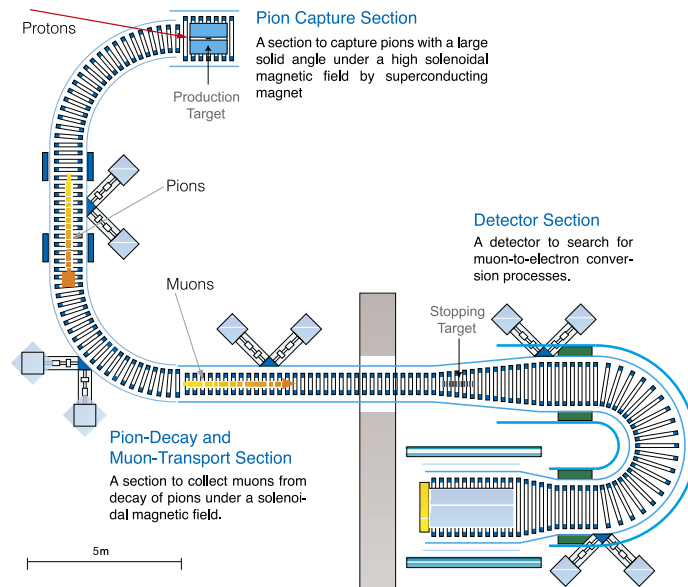 Protons
Pion Capture Section
A section to capture pions with a large
solid angle under a high solenoidal
magnetic field by superconducting
magnet
Production
Target
Pions
Detector Section
A detector to search for
muon-to-electron conver-
sion processes.
Muons
Stopping
Target
Pion-Decay and
Muon-Transport Section
A section to collect muons from
decay of pions under a solenoi-
dal magnetic field.
5m